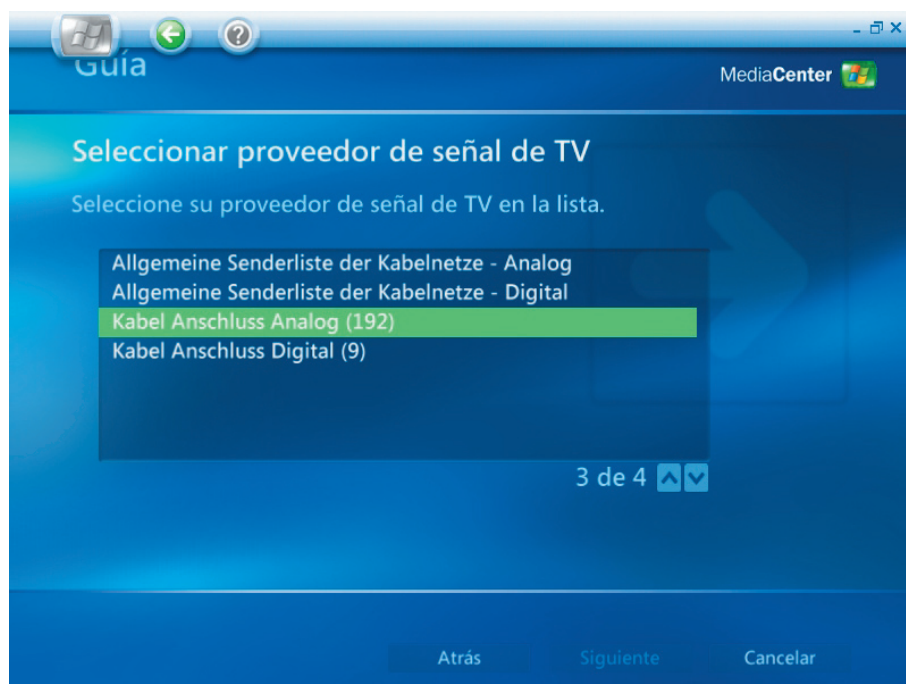 Guía
MediaCenter
Seleccionar proveedor de señal de TV
Seleccione su proveedor de señal de TV en la lista.
Allgemeine Senderliste der Kabelnetze - Analog
Allgemeine Senderliste der Kabelnetze - Digital
Kabel Anschluss Analog (192)
Kabel Anschluss Digital (9)
3 de 4
Atrás Siguiente Cancelar